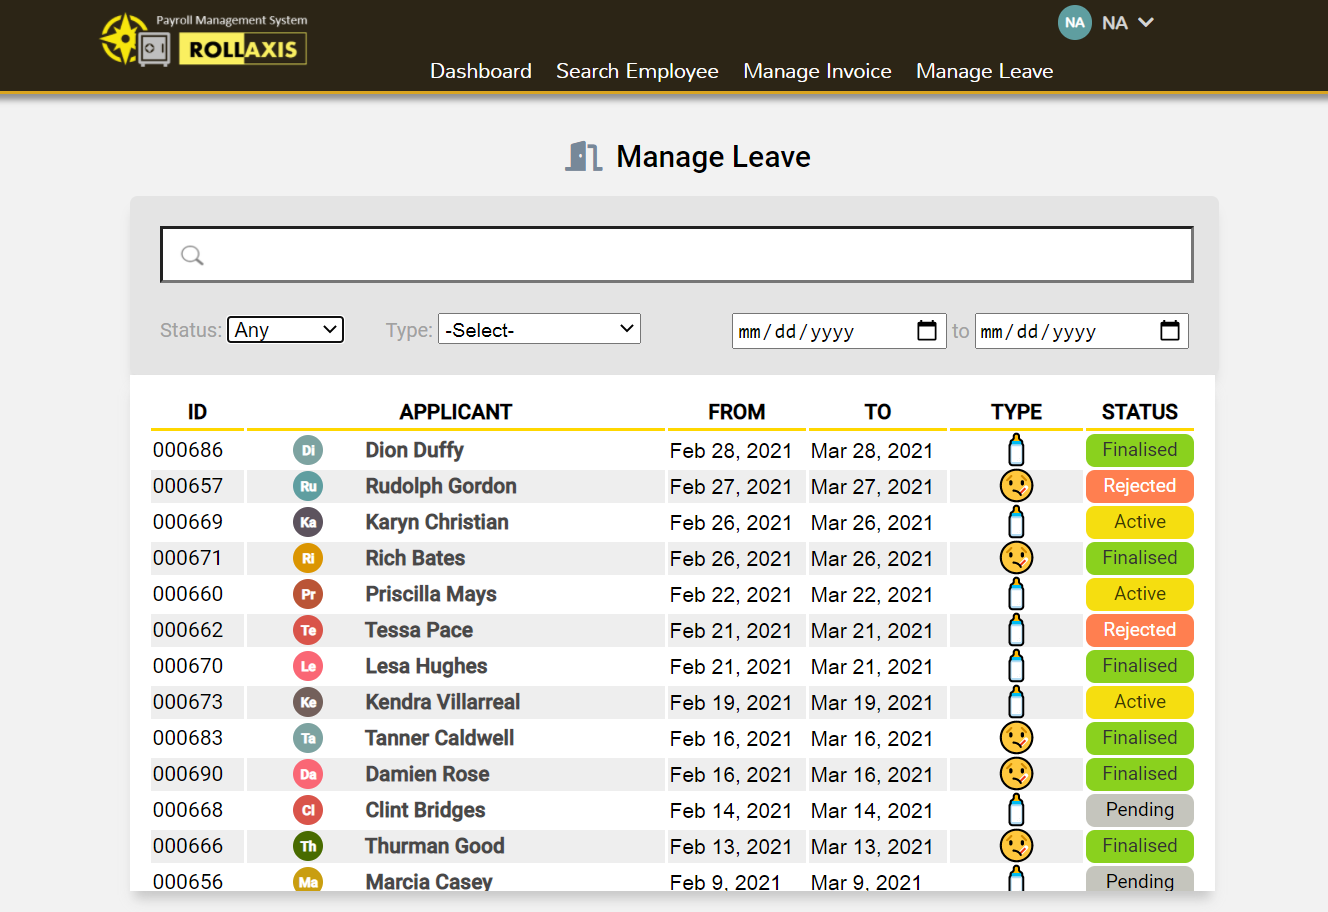 Payroll Management System
ROLLAXIS
NA NA
Dashboard Search Employee Manage Invoice Manage Leave
Manage Leave
Status: Any Type: -Select- mm/dd/yyyy to mm/dd/yyyy
ID APPLICANT FROM TO TYPE STATUS
000686 Di Dion Duffy Feb 28, 2021 Mar 28, 2021 Finalised
000657 Ru Rudolph Gordon Feb 27, 2021 Mar 27, 2021 Rejected
000669 Ka Karyn Christian Feb 26, 2021 Mar 26, 2021 Active
000671 Ri Rich Bates Feb 26, 2021 Mar 26, 2021 Finalised
000660 Pr Priscilla Mays Feb 22, 2021 Mar 22, 2021 Active
000662 Te Tessa Pace Feb 21, 2021 Mar 21, 2021 Rejected
000670 Le Lesa Hughes Feb 21, 2021 Mar 21, 2021 Finalised
000673 Ke Kendra Villarreal Feb 19, 2021 Mar 19, 2021 Active
000683 Ta Tanner Caldwell Feb 16, 2021 Mar 16, 2021 Finalised
000690 Da Damien Rose Feb 16, 2021 Mar 16, 2021 Finalised
000668 Cl Clint Bridges Feb 14, 2021 Mar 14, 2021 Pending
000666 Th Thurman Good Feb 13, 2021 Mar 13, 2021 Finalised
000656 Ma Marcia Casey Feb 9, 2021 Mar 9, 2021 Pending